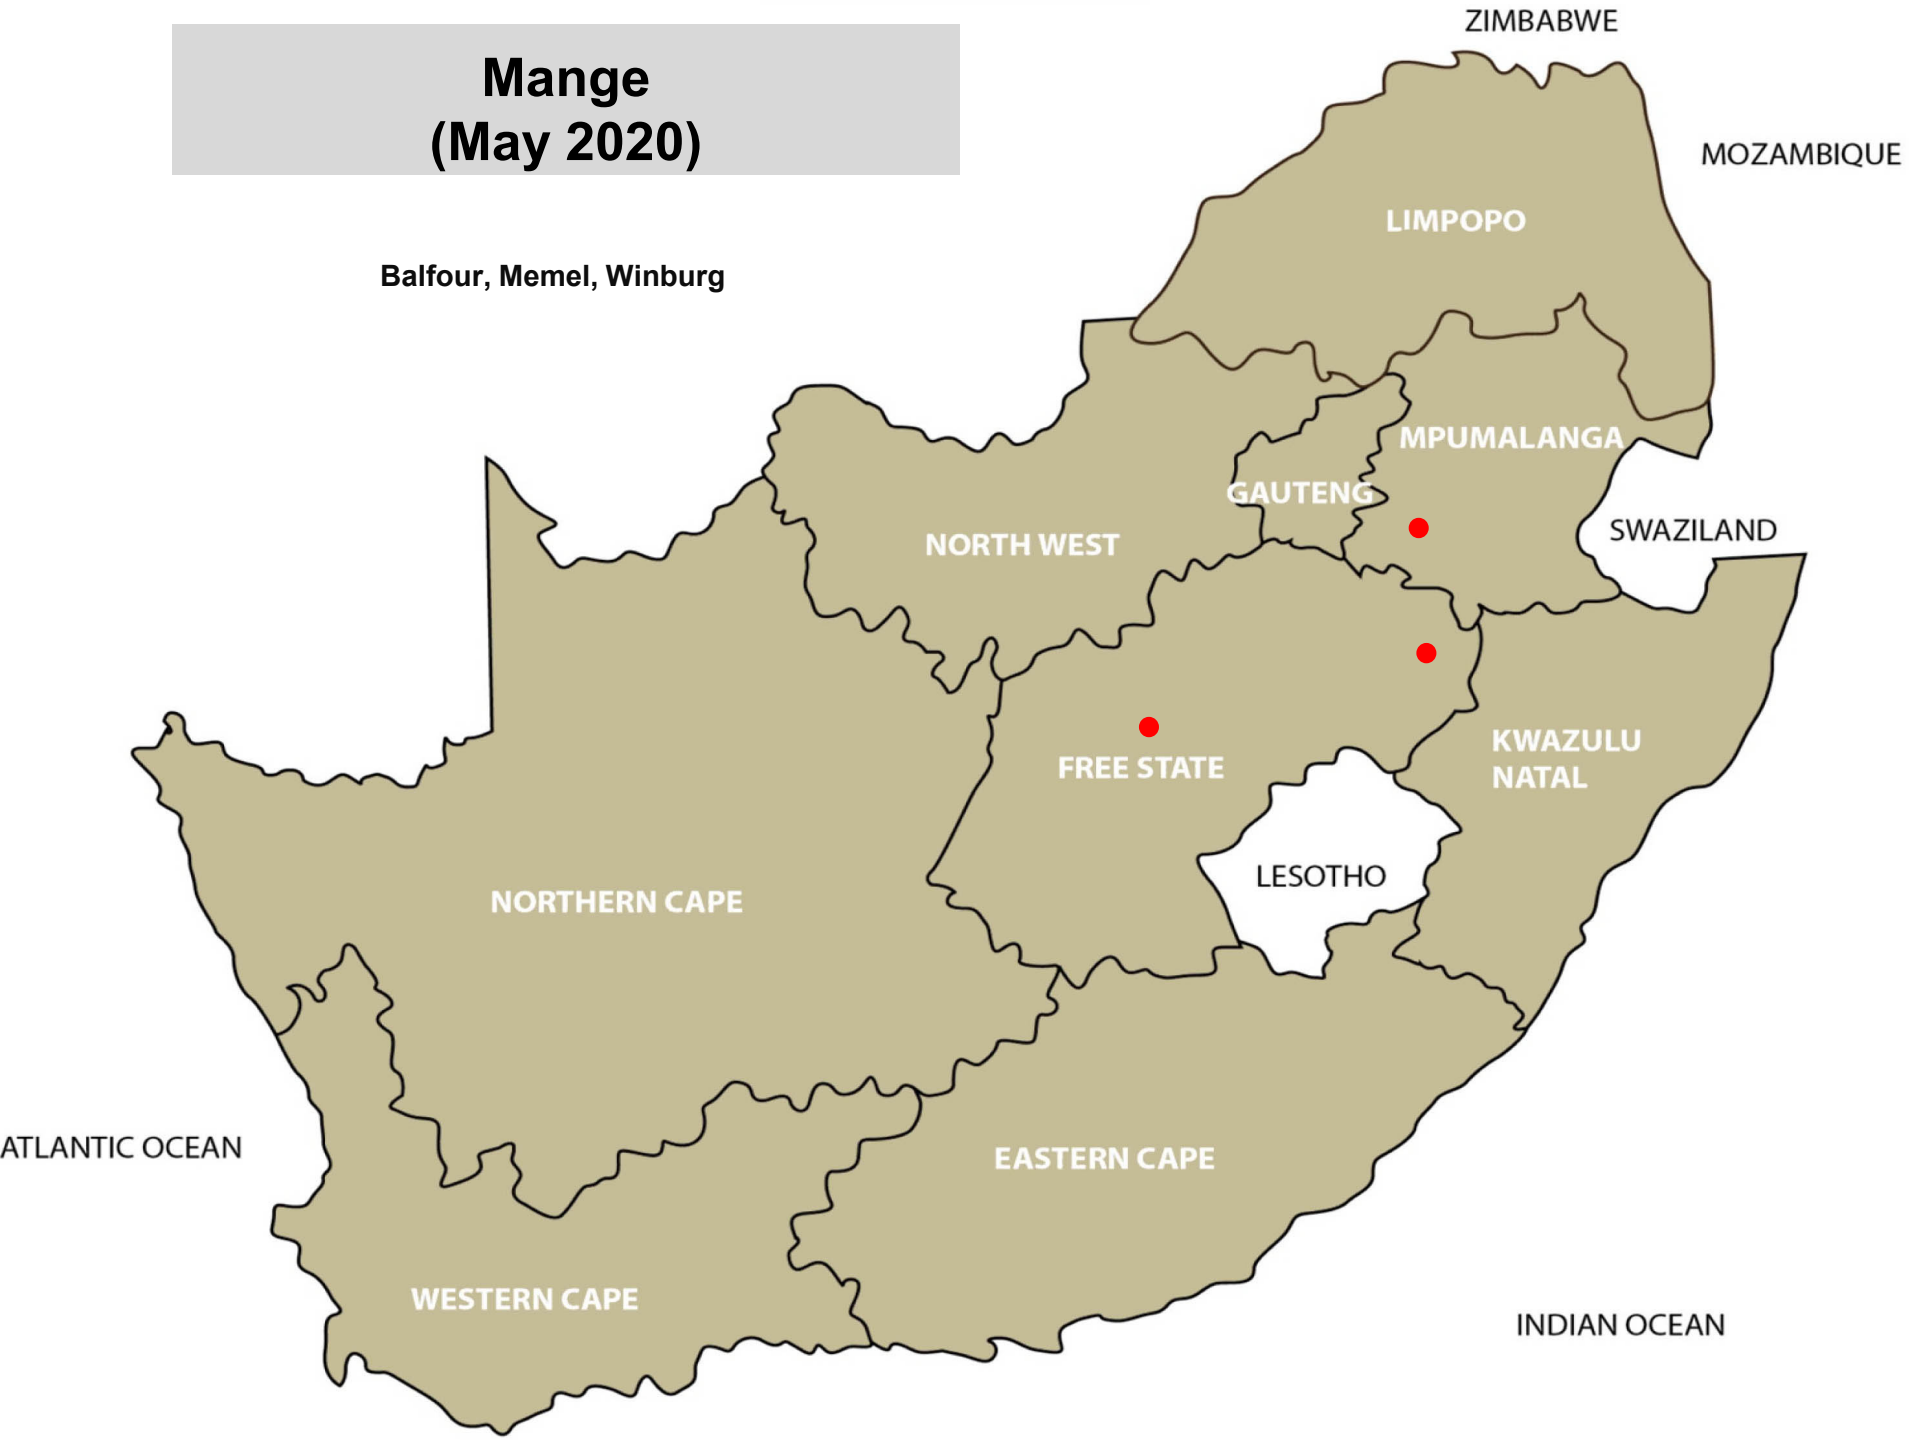 ZIMBABWE
Mange
(May 2020)
MOZAMBIQUE
LIMPOPO
Balfour, Memel, Winburg
MPUMALANGA
GAUTENG
NORTH WEST
SWAZILAND
KWAZULU
NATAL
FREE STATE
LESOTHO
NORTHERN CAPE
ATLANTIC OCEAN
EASTERN CAPE
WESTERN CAPE
INDIAN OCEAN